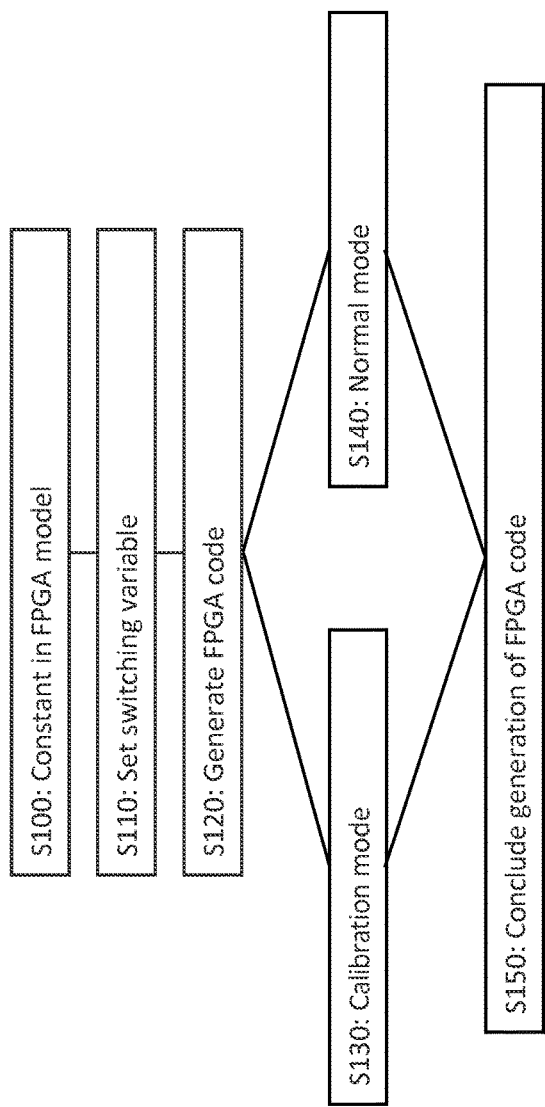 S100: Constant in FPGA model
S110: Set switching variable
S120: Generate FPGA code
S130: Calibration mode
S140: Normal mode
S150: Conclude generation of FPGA code